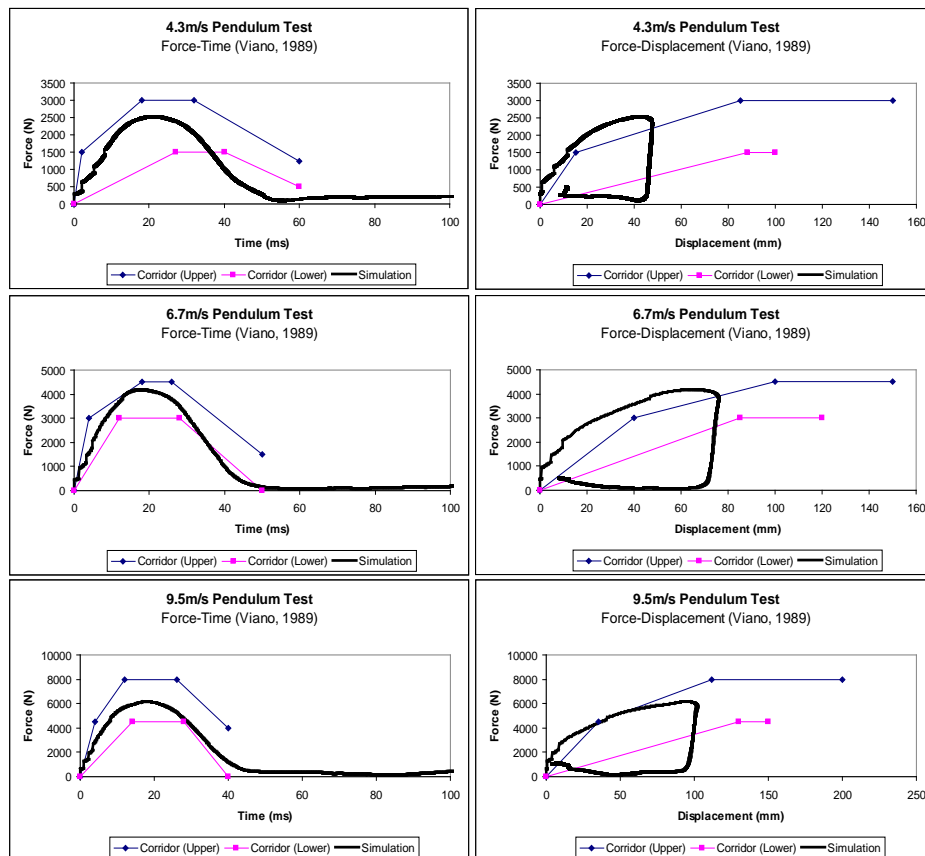 4.3m/s Pendulum Test
Force-Time (Viano, 1989)
3500
3000
2500
2000
1500
1000
500
0
Force (N)
0 20 40 60 80 100
Time (ms)
Corridor (Upper) Corridor (Lower) Simulation
4.3m/s Pendulum Test
Force-Displacement (Viano, 1989)
3500
3000
2500
2000
1500
1000
500
0
Force (N)
0 20 40 60 80 100 120 140 160
Displacement (mm)
Corridor (Upper) Corridor (Lower) Simulation
6.7m/s Pendulum Test
Force-Time (Viano, 1989)
5000
4000
3000
2000
1000
0
Force (N)
0 20 40 60 80 100
Time (ms)
Corridor (Upper) Corridor (Lower) Simulation
6.7m/s Pendulum Test
Force-Displacement (Viano, 1989)
5000
4000
3000
2000
1000
0
Force (N)
0 20 40 60 80 100 120 140 160
Displacement (mm)
Corridor (Upper) Corridor (Lower) Simulation
9.5m/s Pendulum Test
Force-Time (Viano, 1989)
10000
8000
6000
4000
2000
0
Force (N)
0 20 40 60 80 100
Time (ms)
Corridor (Upper) Corridor (Lower) Simulation
9.5m/s Pendulum Test
Force-Displacement (Viano, 1989)
10000
8000
6000
4000
2000
0
Force (N)
0 50 100 150 200 250
Displacement (mm)
Corridor (Upper) Corridor (Lower) Simulation